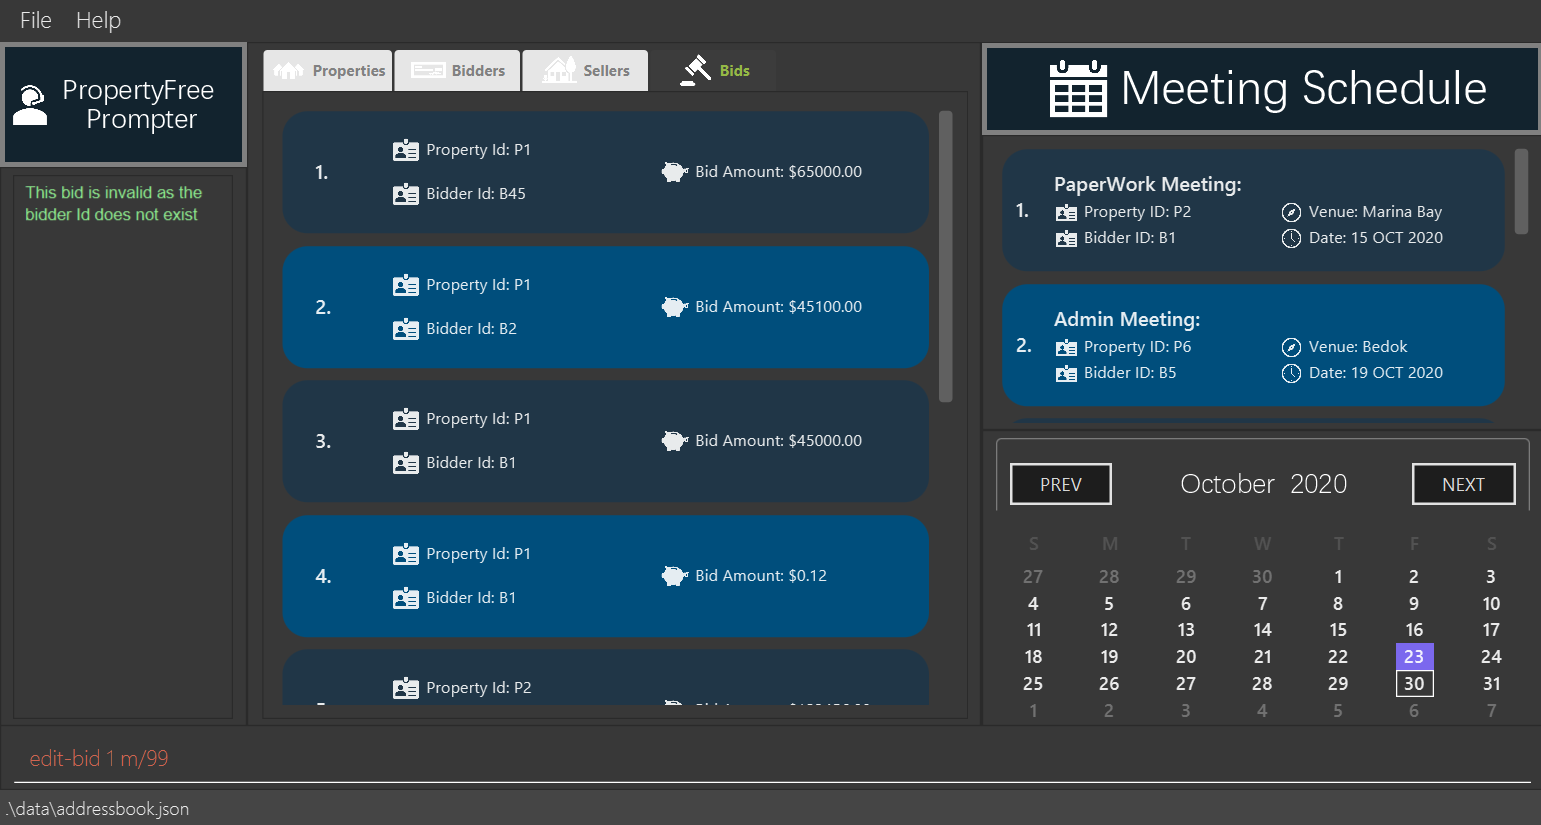 File Help
PropertyFree
Prompter
This bid is invalid as the
bidder Id does not exist
Properties
Bidders
Sellers
Bids
1.
Property Id: P1
Bidder Id: B45
Bid Amount: $65000.00
2.
Property Id: P1
Bidder Id: B2
Bid Amount: $45100.00
3.
Property Id: P1
Bidder Id: B1
Bid Amount: $45000.00
4.
Property Id: P1
Bidder Id: B1
Bid Amount: $0.12
Property Id: P2
Meeting Schedule
PaperWork Meeting:
1.
Property ID: P2
Venue: Marina Bay
Bidder ID: B1
Date: 15 OCT 2020
Admin Meeting:
2.
Property ID: P6
Venue: Bedok
Bidder ID: B5
Date: 19 OCT 2020
PREV
October 2020
NEXT
S M T W T F S
27 28 29 30 1 2 3
4 5 6 7 8 9 10
11 12 13 14 15 16 17
18 19 20 21 22 23 24
25 26 27 28 29 30 31
1 2 3 4 5 6 7
edit-bid 1 m/99
.\data\addressbook.json